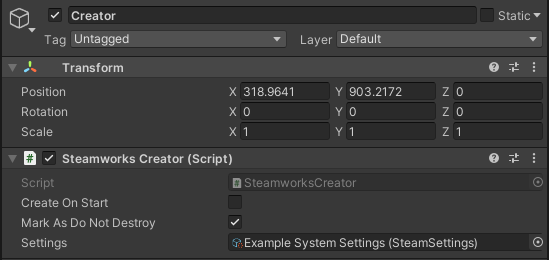 Creator Static
Tag Untagged Layer Default
Transform
Position X 318.9641 Y 903.2172 Z 0
Rotation X 0 Y 0 Z 0
Scale X 1 Y 1 Z 1
# Steamworks Creator (Script)
Script # SteamworksCreator
Create On Start
Mark As Do Not Destroy
Settings Example System Settings (SteamSettings)